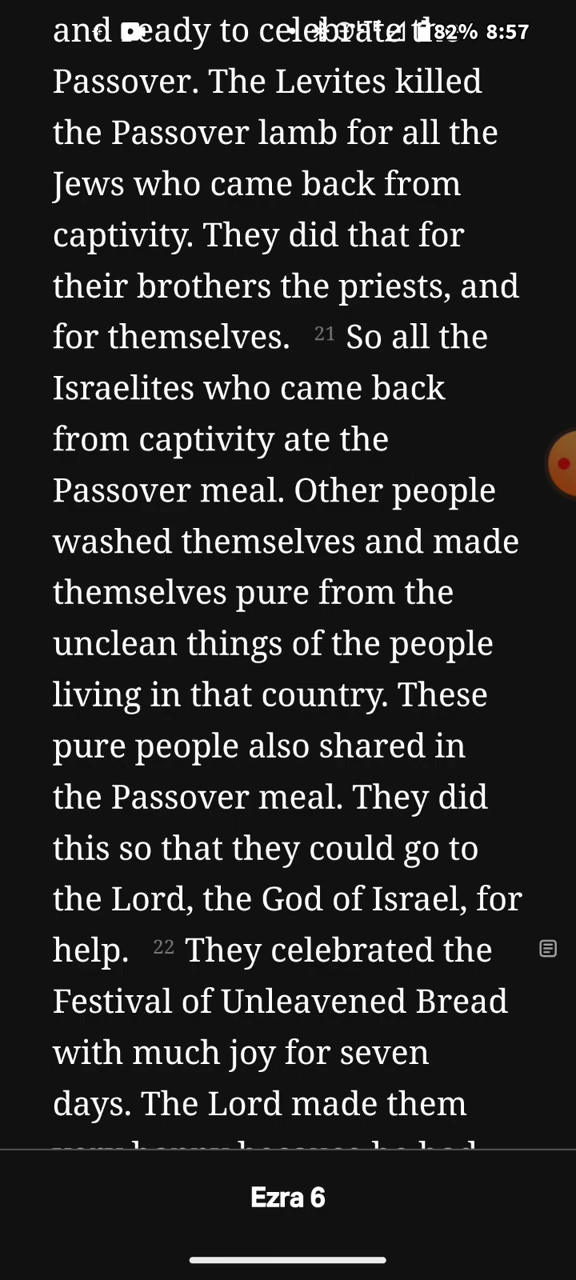 and ready to celebrate the
82% 8:57
Passover. The Levites killed
the Passover lamb for all the
Jews who came back from
captivity. They did that for
their brothers the priests, and
for themselves. 21 So all the
Israelites who came back
from captivity ate the
Passover meal. Other people
washed themselves and made
themselves pure from the
unclean things of the people
living in that country. These
pure people also shared in
the Passover meal. They did
this so that they could go to
the Lord, the God of Israel, for
help. 22 They celebrated the
Festival of Unleavened Bread
with much joy for seven
days. The Lord made them
very happy because he had
Ezra 6